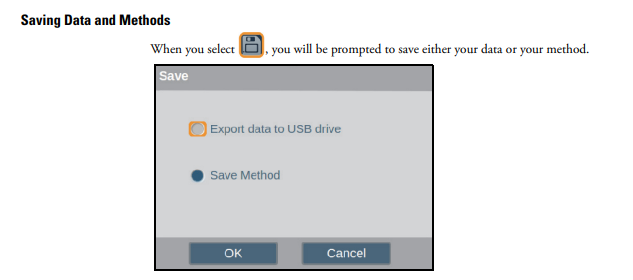 Saving Data and Methods
When you select , you will be prompted to save either your data or your method.
Save
Export data to USB drive
Save Method
OK Cancel